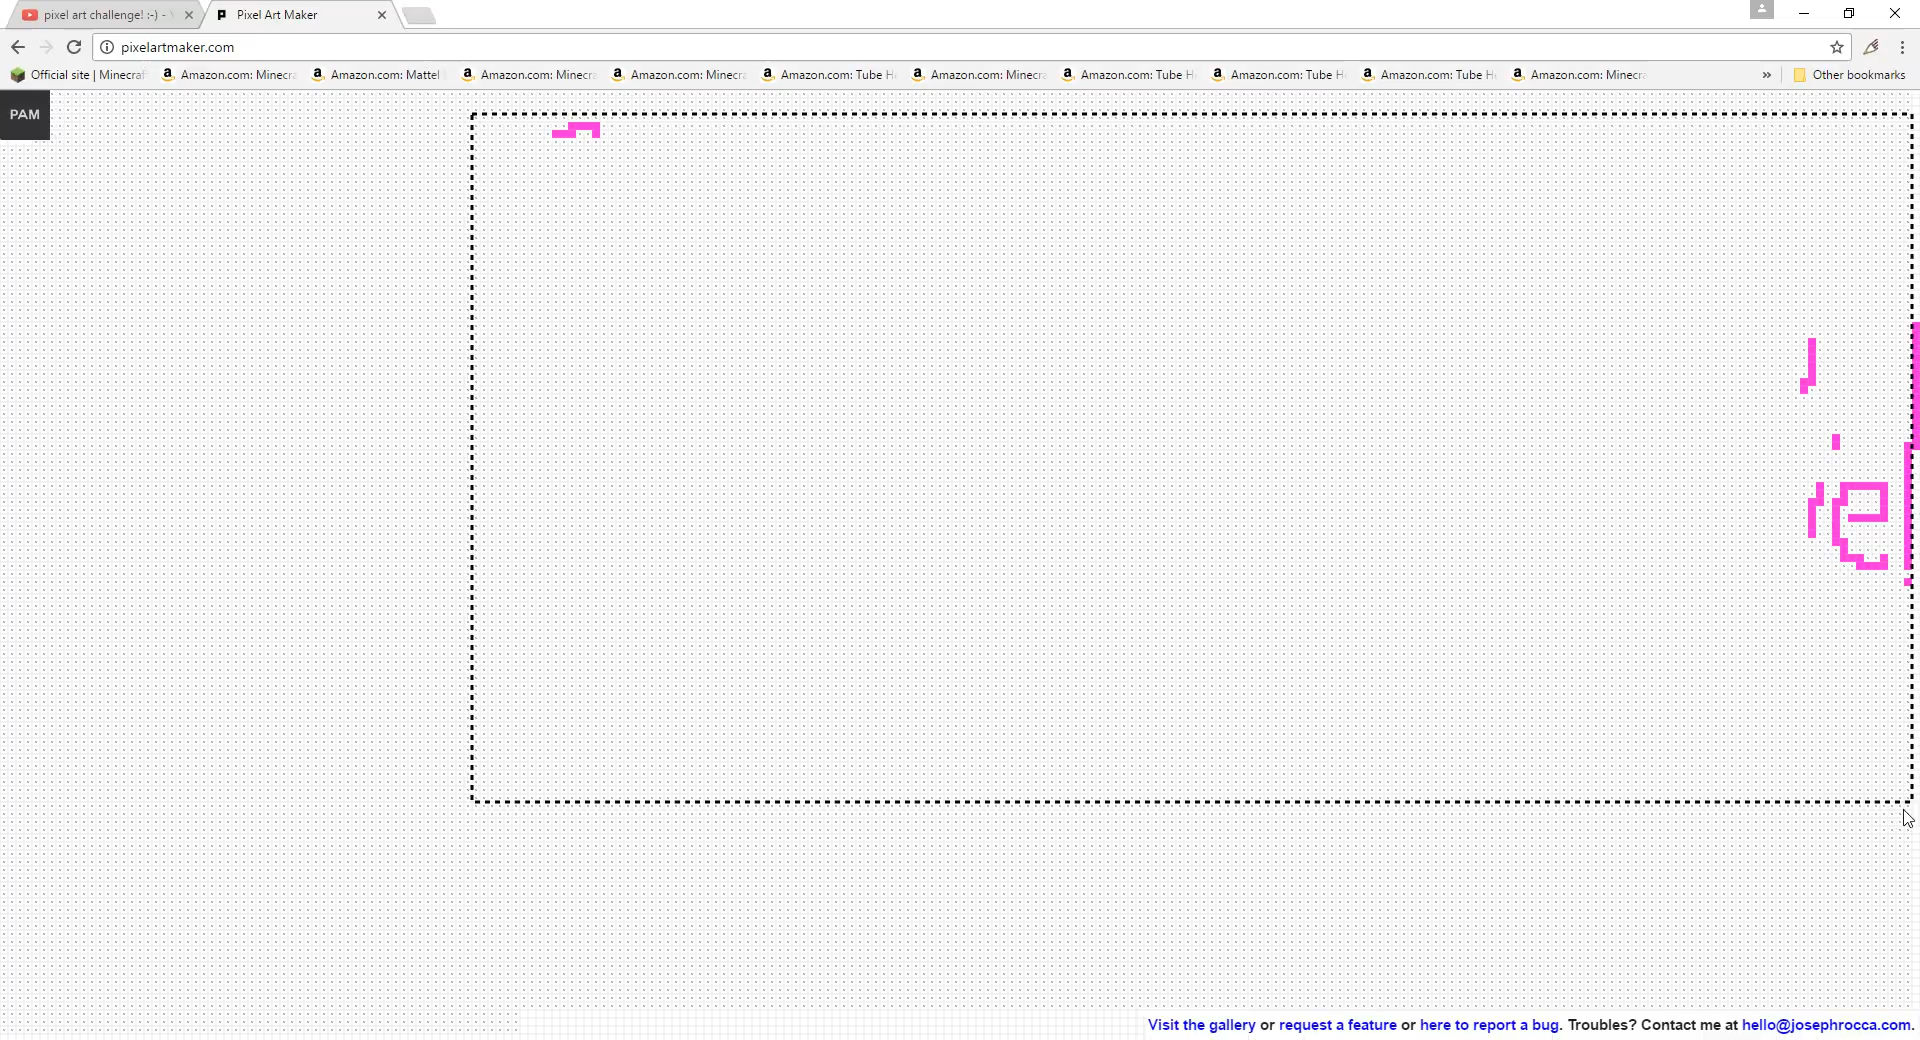 pixel art challenge! :-) -
Pixel Art Maker
pixelartmaker.com
Official site | Minecraf
Amazon.com: Minecra
Amazon.com: Mattel
Amazon.com: Minecra
Amazon.com: Minecra
Amazon.com: Tube H
Amazon.com: Minecra
Amazon.com: Tube H
Amazon.com: Tube H
Amazon.com: Tube H
Amazon.com: Minecra
»
Other bookmarks
PAM
el
Visit the gallery or request a feature or here to report a bug. Troubles? Contact me at hello@josephrocca.com.